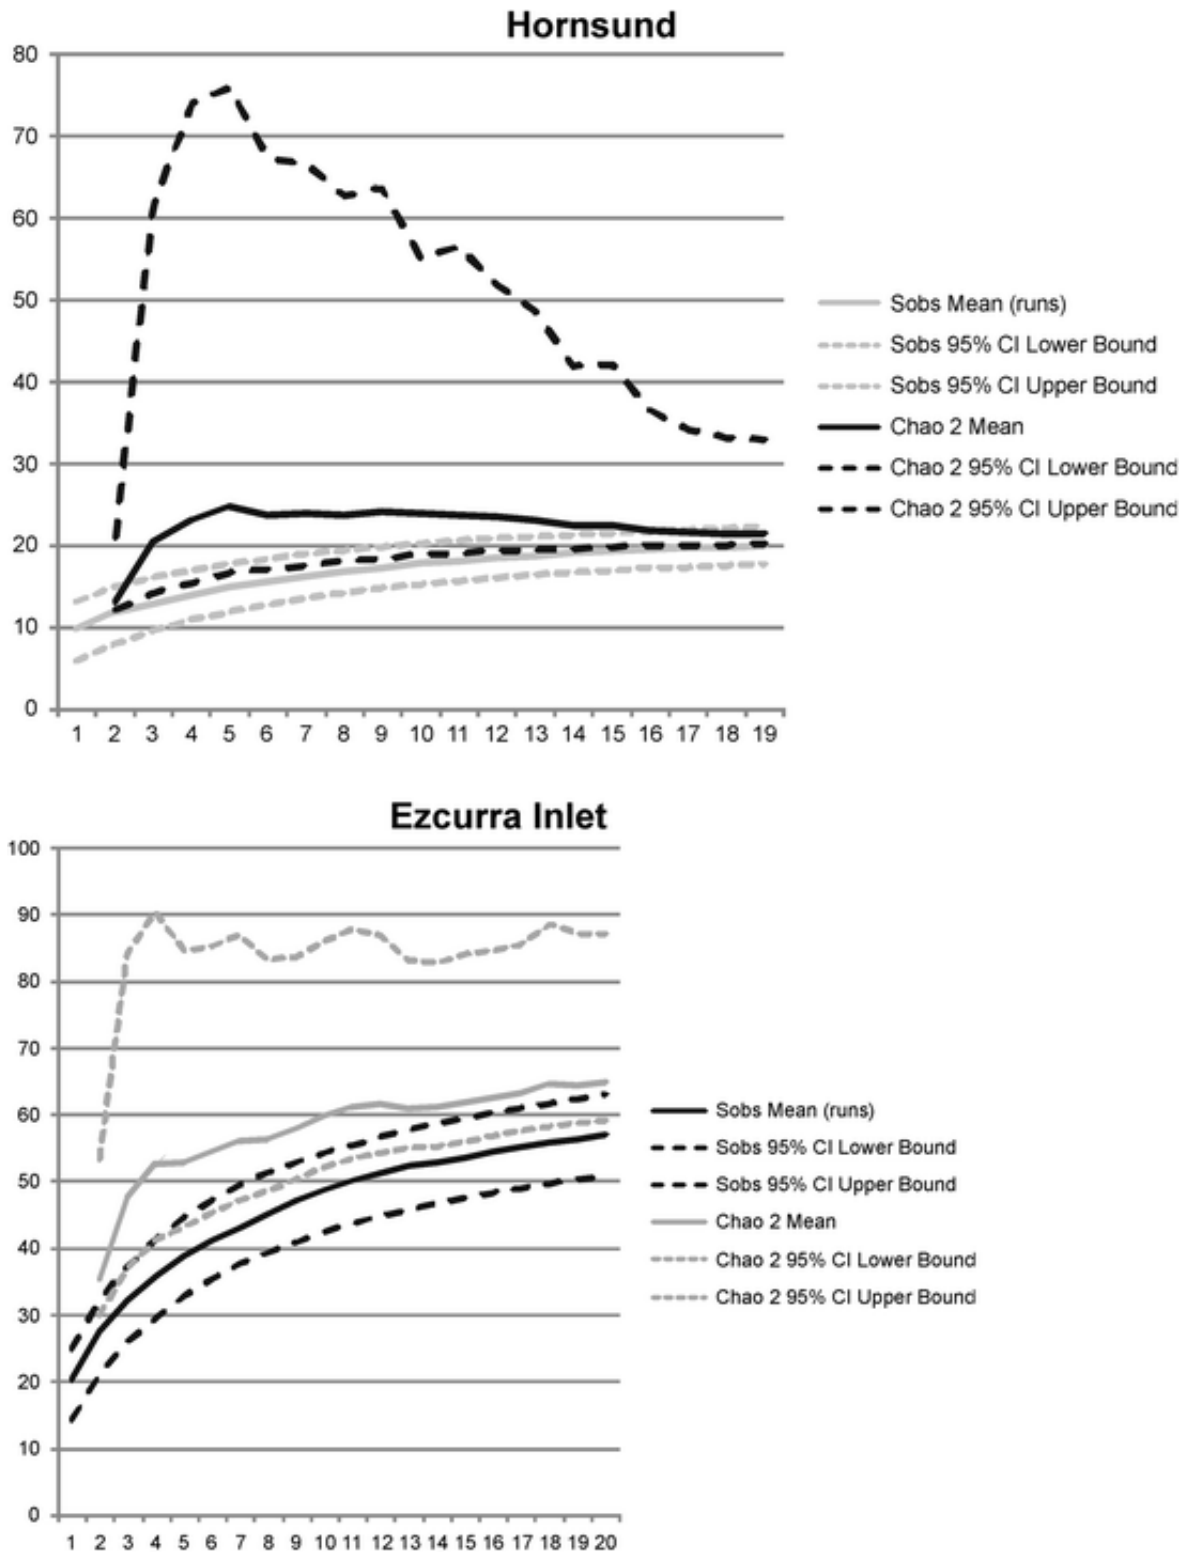 Hornsund
80
70
60
50
40
30
20
10
0
1 2 3 4 5 6 7 8 9 10 11 12 13 14 15 16 17 18 19
Sobs Mean (runs)
Sobs 95% CI Lower Bound
Sobs 95% CI Upper Bound
Chao 2 Mean
Chao 2 95% CI Lower Bound
Chao 2 95% CI Upper Bound
Ezcurra Inlet
100
90
80
70
60
50
40
30
20
10
0
1 2 3 4 5 6 7 8 9 10 11 12 13 14 15 16 17 18 19 20
Sobs Mean (runs)
Sobs 95% CI Lower Bound
Sobs 95% CI Upper Bound
Chao 2 Mean
Chao 2 95% CI Lower Bound
Chao 2 95% CI Upper Bound